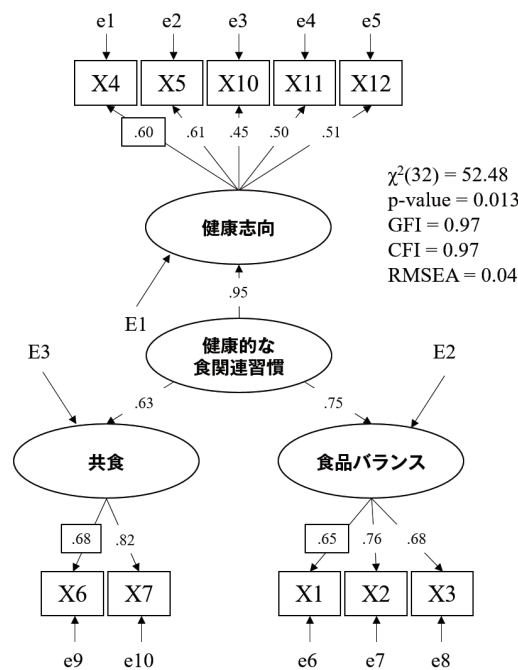 e1 e2 e3 e4 e5
X4 X5 X10 X11 X12
.60 .61 .45 .50 .51
χ²(32) = 52.48
p-value = 0.013
GFI = 0.97
CFI = 0.97
RMSEA = 0.04
健康志向
.95
E1
健康的な
食関連習慣
E3
E2
.63 .75
共食
食品バランス
.68 .82
.65 .76 .68
X6 X7
X1 X2 X3
e9 e10
e6 e7 e8